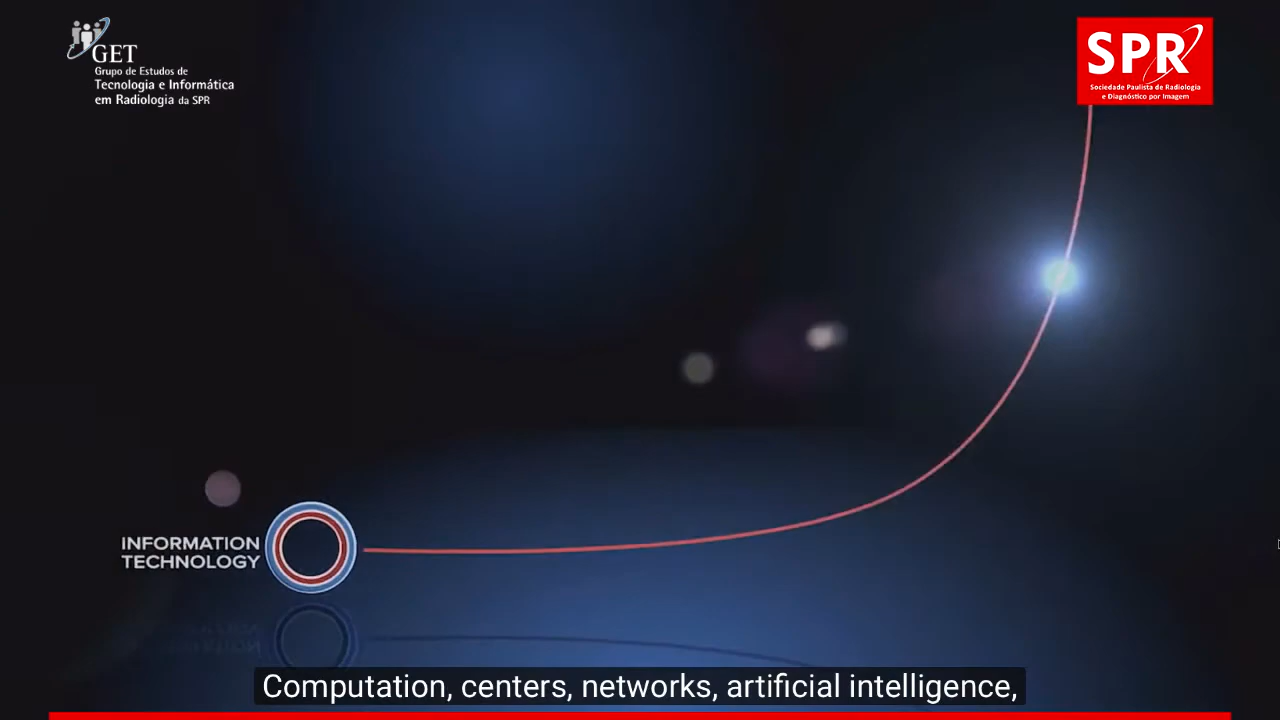 GET
Grupo de Estudos de
Tecnologia e Informática
em Radiologia da SPR
SPR
Sociedade Paulista de Radiologia
e Diagnóstico por Imagem
INFORMATION
TECHNOLOGY
Computation, centers, networks, artificial intelligence,